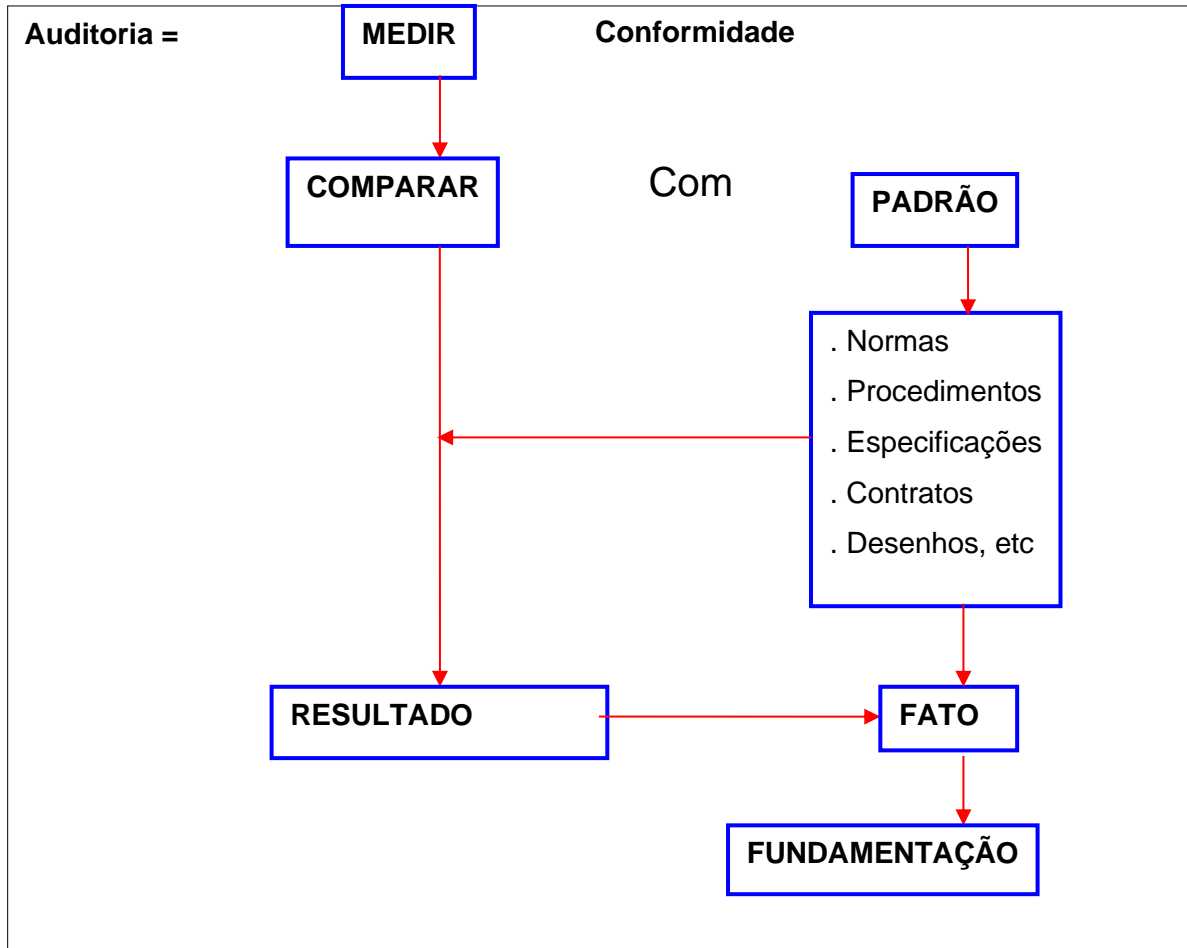 Auditoria = MEDIR Conformidade
COMPARAR Com PADRÃO
. Normas
. Procedimentos
. Especificações
. Contratos
. Desenhos, etc
RESULTADO FATO
FUNDAMENTAÇÃO